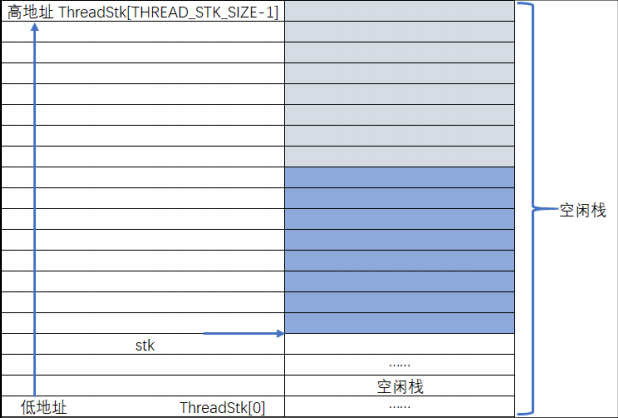 高地址 ThreadStk[THREAD_STK_SIZE-1]
空闲栈
stk
……
空闲栈
低地址 ThreadStk[0] ……